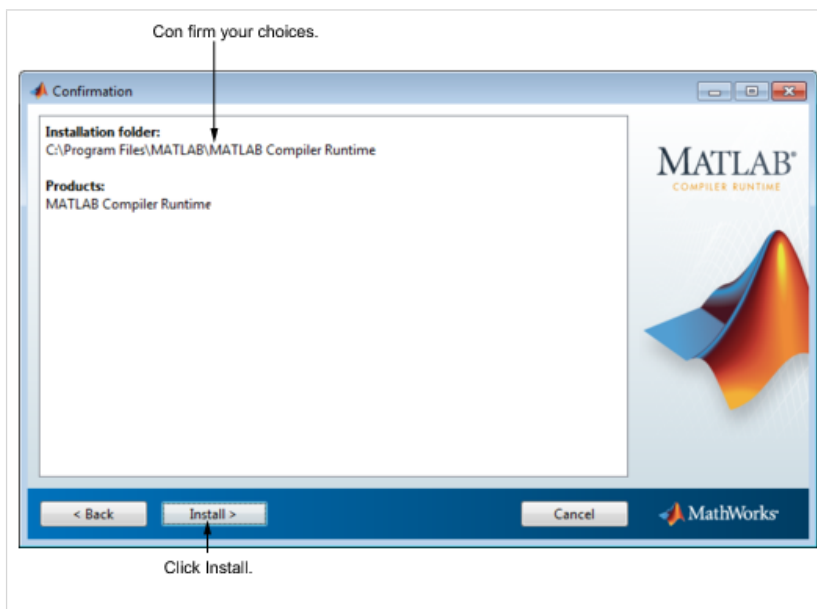 Con firm your choices.
Confirmation
Installation folder:
C:\Program Files\MATLAB\MATLAB Compiler Runtime
Products:
MATLAB Compiler Runtime
MATLAB®
COMPILER RUNTIME
< Back
Install >
Cancel
MathWorks®
Click Install.